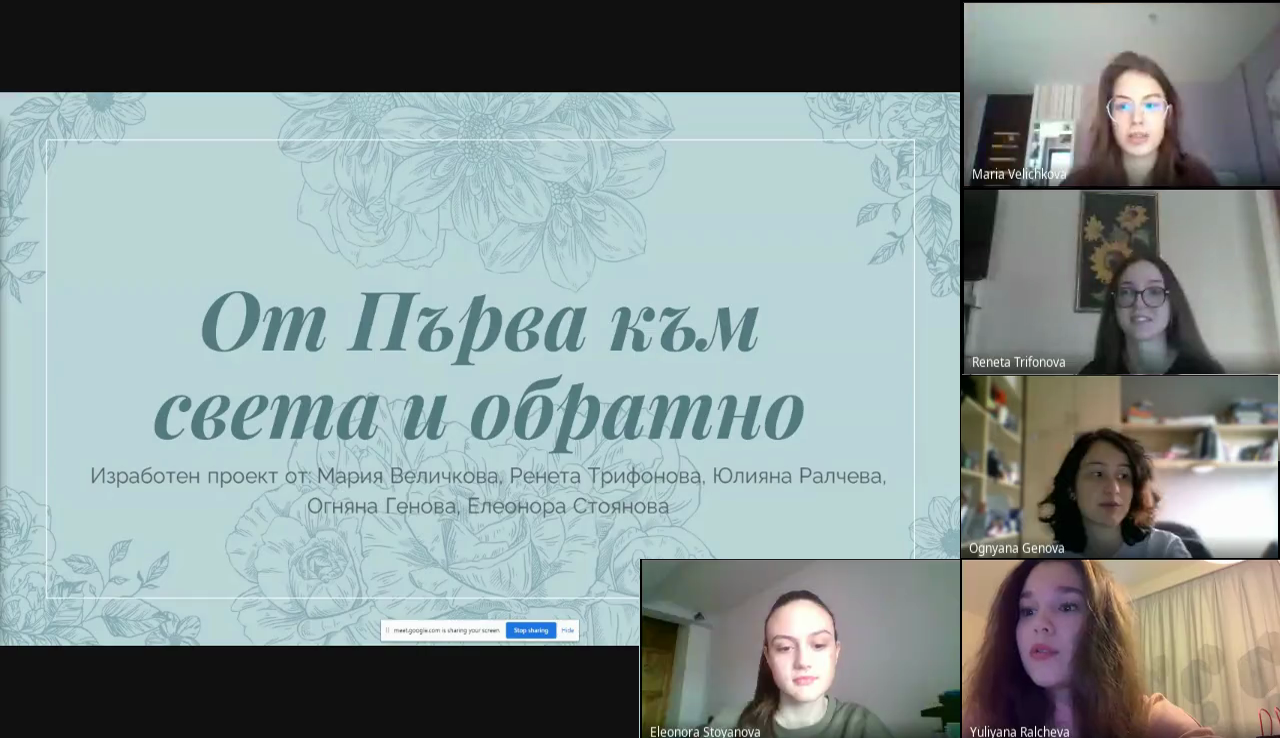 От Първа към
света и обратно
Изработен проект от: Мария Величкова, Ренета Трифонова, Юлияна Ралчева,
Огняна Генова, Елеонора Стоянова
meet.google.com is sharing your screen Stop sharing Hide
Maria Velichkova
Reneta Trifonova
Ognyana Genova
Eleonora Stoyanova
Yuliyana Ralcheva